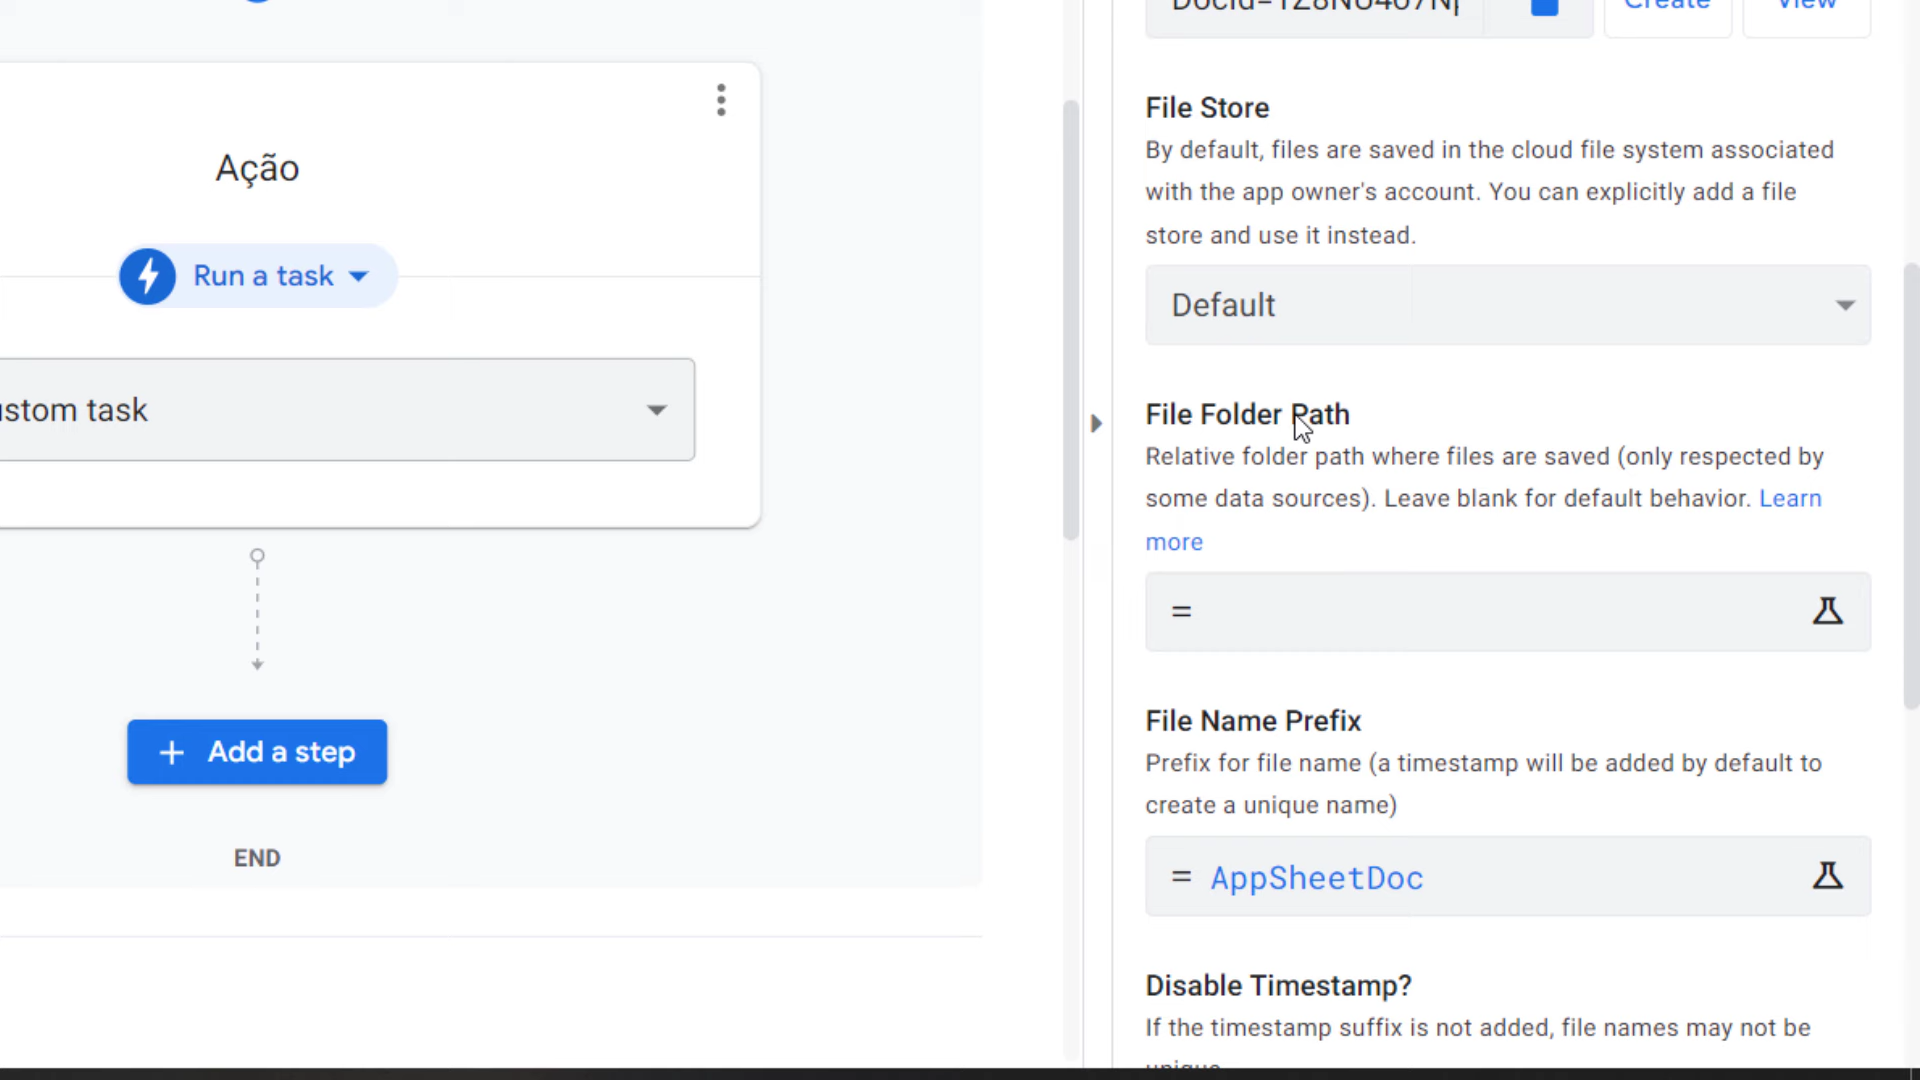 Create
View
Ação
Run a task
custom task
+ Add a step
END
File Store
By default, files are saved in the cloud file system associated
with the app owner's account. You can explicitly add a file
store and use it instead.
Default
File Folder Path
Relative folder path where files are saved (only respected by
some data sources). Leave blank for default behavior. Learn
more
=
File Name Prefix
Prefix for file name (a timestamp will be added by default to
create a unique name)
= AppSheetDoc
Disable Timestamp?
If the timestamp suffix is not added, file names may not be
unique